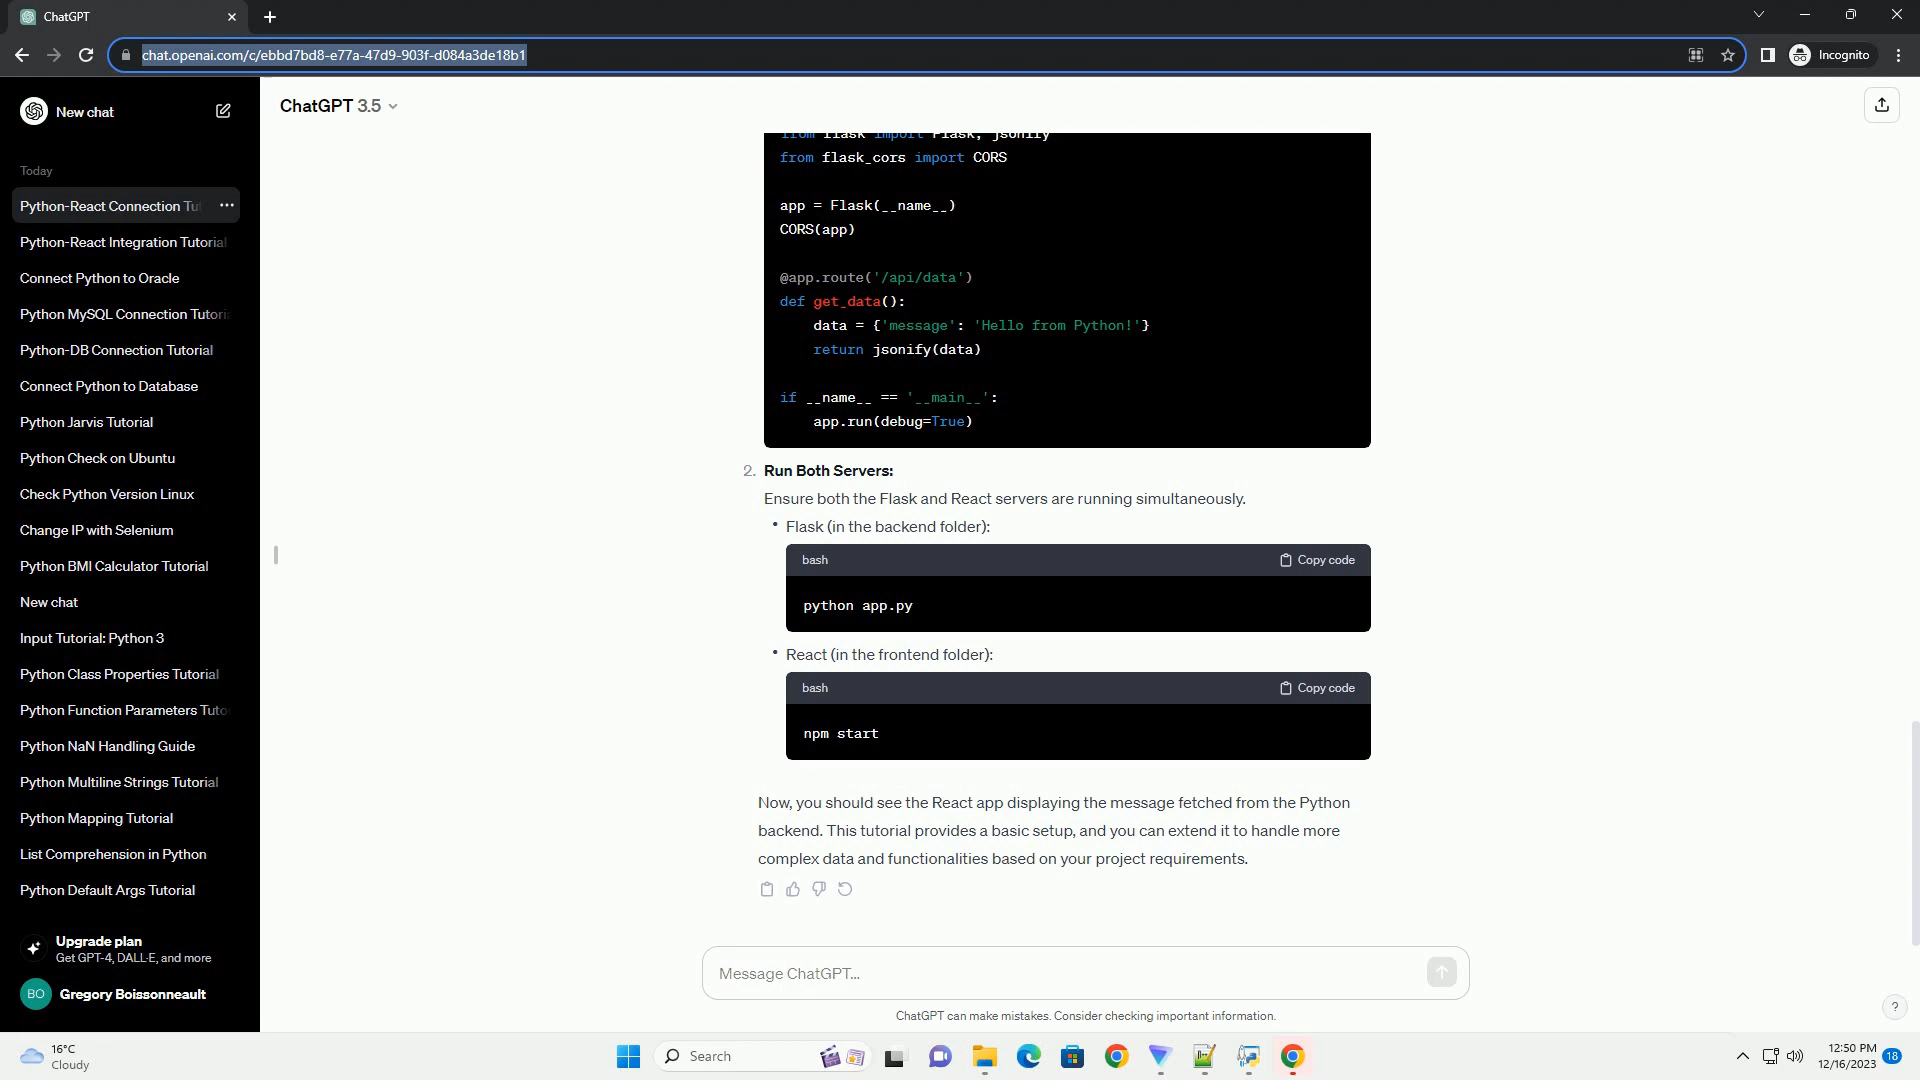 ChatGPT
chat.openai.com/c/ebbd7bd8-e77a-47d9-903f-d084a3de18b1
Incognito
New chat
Today
Python-React Connection Tu
Python-React Integration Tutorial
Connect Python to Oracle
Python MySQL Connection Tutori
Python-DB Connection Tutorial
Connect Python to Database
Python Jarvis Tutorial
Python Check on Ubuntu
Check Python Version Linux
Change IP with Selenium
Python BMI Calculator Tutorial
New chat
Input Tutorial: Python 3
Python Class Properties Tutorial
Python Function Parameters Tuto
Python NaN Handling Guide
Python Multiline Strings Tutorial
Python Mapping Tutorial
List Comprehension in Python
Python Default Args Tutorial
Upgrade plan
Get GPT-4, DALL·E, and more
BO Gregory Boissonneault
ChatGPT 3.5
from flask import Flask, jsonify
from flask_cors import CORS
app = Flask(__name__)
CORS(app)
@app.route('/api/data')
def get_data():
data = {'message': 'Hello from Python!'}
return jsonify(data)
if __name__ == '__main__':
app.run(debug=True)
2. Run Both Servers:
Ensure both the Flask and React servers are running simultaneously.
• Flask (in the backend folder):
bash Copy code
python app.py
• React (in the frontend folder):
bash Copy code
npm start
Now, you should see the React app displaying the message fetched from the Python
backend. This tutorial provides a basic setup, and you can extend it to handle more
complex data and functionalities based on your project requirements.
Message ChatGPT...
ChatGPT can make mistakes. Consider checking important information.
?
16°C
Cloudy
Search
12:50 PM
12/16/2023
18